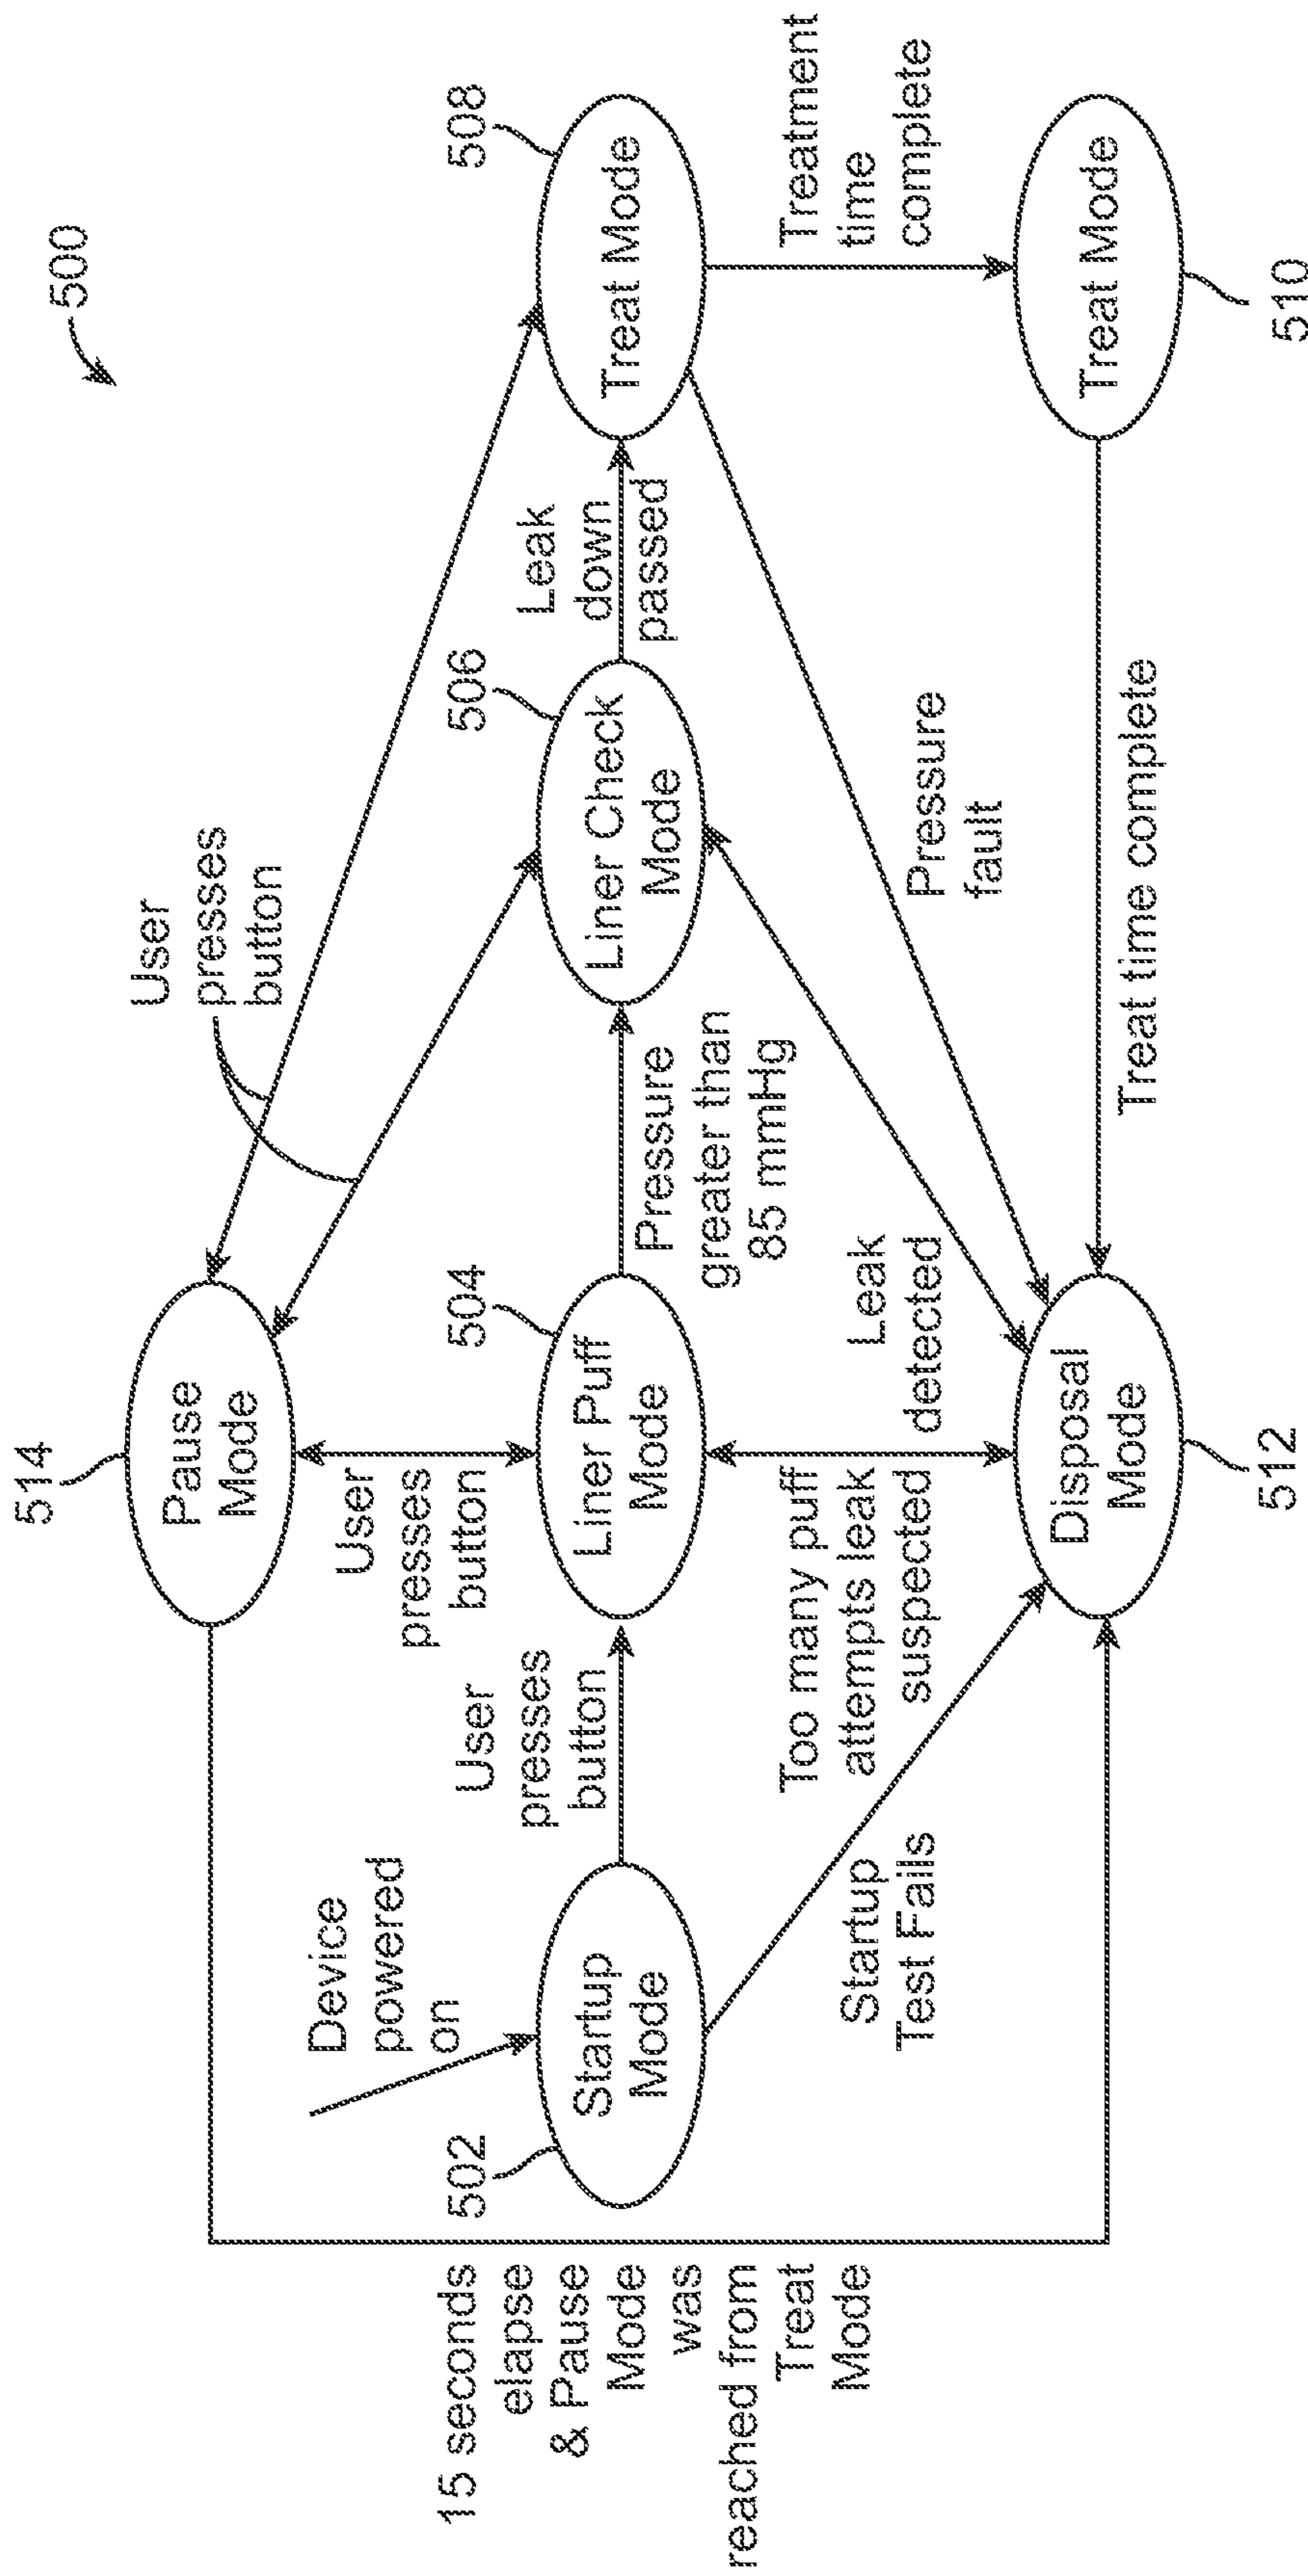 500
514
Pause
Mode
User
presses
button
Device
powered
on
User
presses
button
502
Startup
Mode
User
presses
button
504
Liner Puff
Mode
Pressure
greater than
85 mmHg
506
Liner Check
Mode
Leak
down
passed
508
Treat Mode
15 seconds
elapse
& Pause
Mode
was
reached from
Treat
Mode
Startup
Test Fails
Too many puff
attempts leak
suspected
Leak
detected
Pressure
fault
Treatment
time
complete
Disposal
Mode
512
Treat time complete
Treat Mode
510